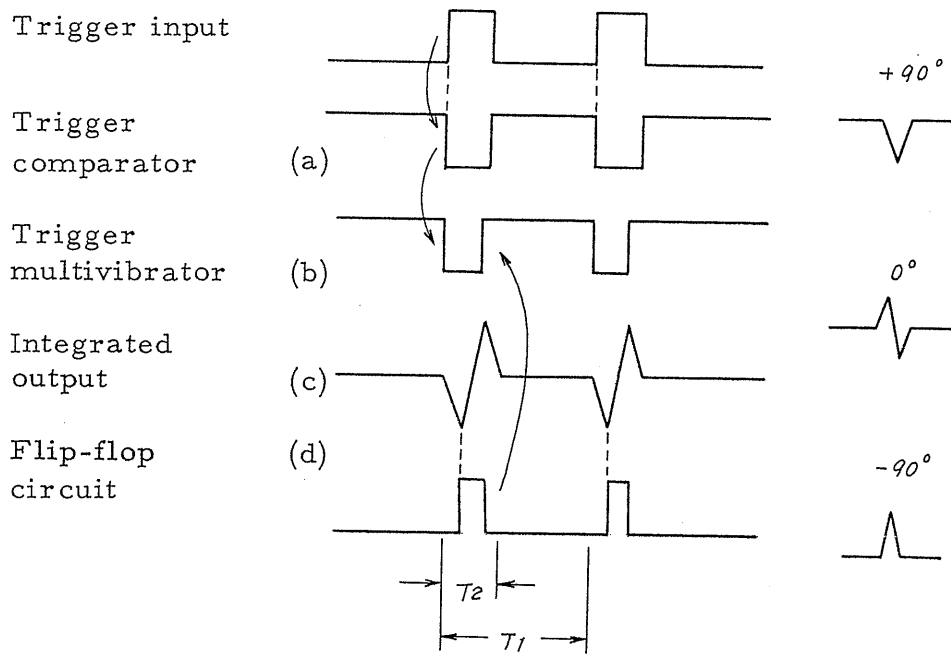 Trigger input
Trigger
comparator
(a)
Trigger
multivibrator
(b)
Integrated
output
(c)
Flip-flop
circuit
(d)
+90°
0°
-90°
T2
T1